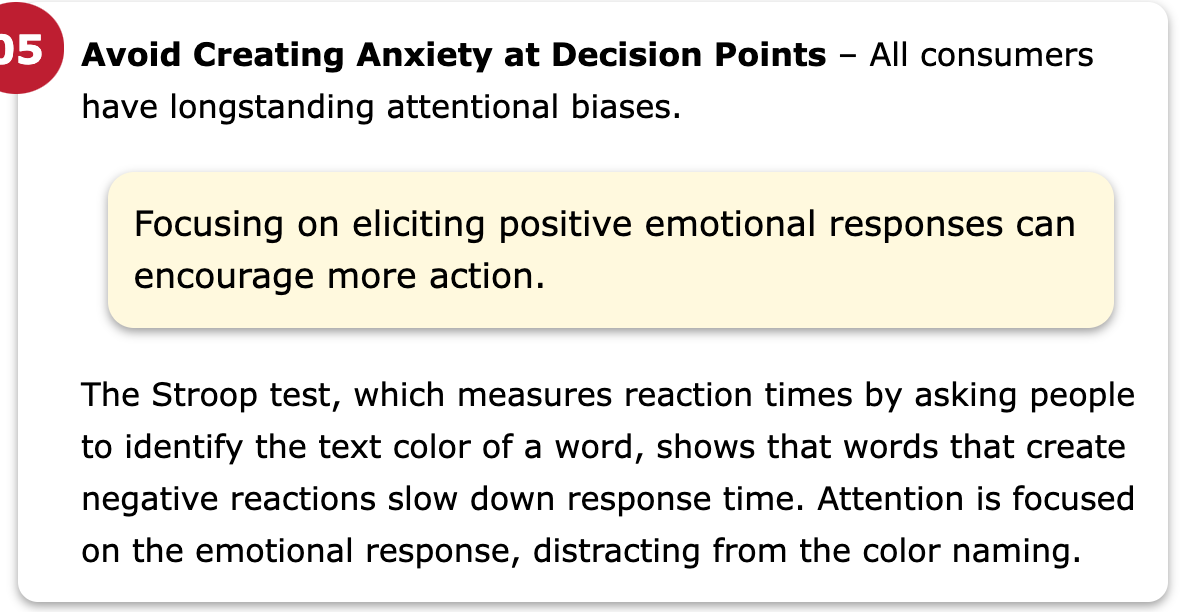 05
Avoid Creating Anxiety at Decision Points – All consumers
have longstanding attentional biases.
Focusing on eliciting positive emotional responses can
encourage more action.
The Stroop test, which measures reaction times by asking people
to identify the text color of a word, shows that words that create
negative reactions slow down response time. Attention is focused
on the emotional response, distracting from the color naming.